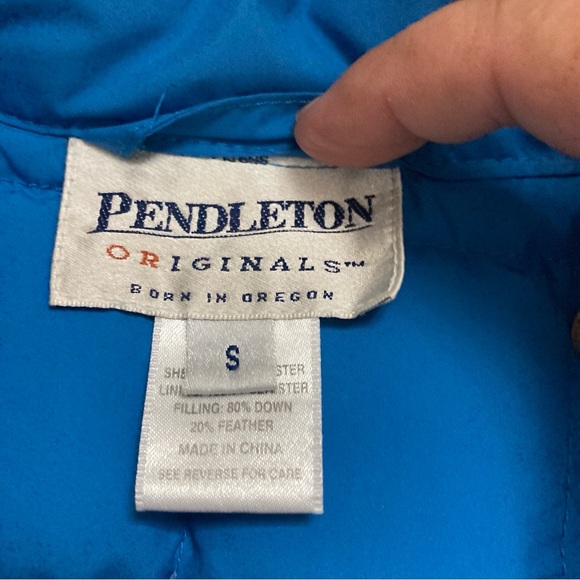 PENDLETON
ORIGINALS™
BORN IN OREGON
S
FILLING: 80% DOWN
20% FEATHER
MADE IN CHINA
SEE REVERSE FOR CARE